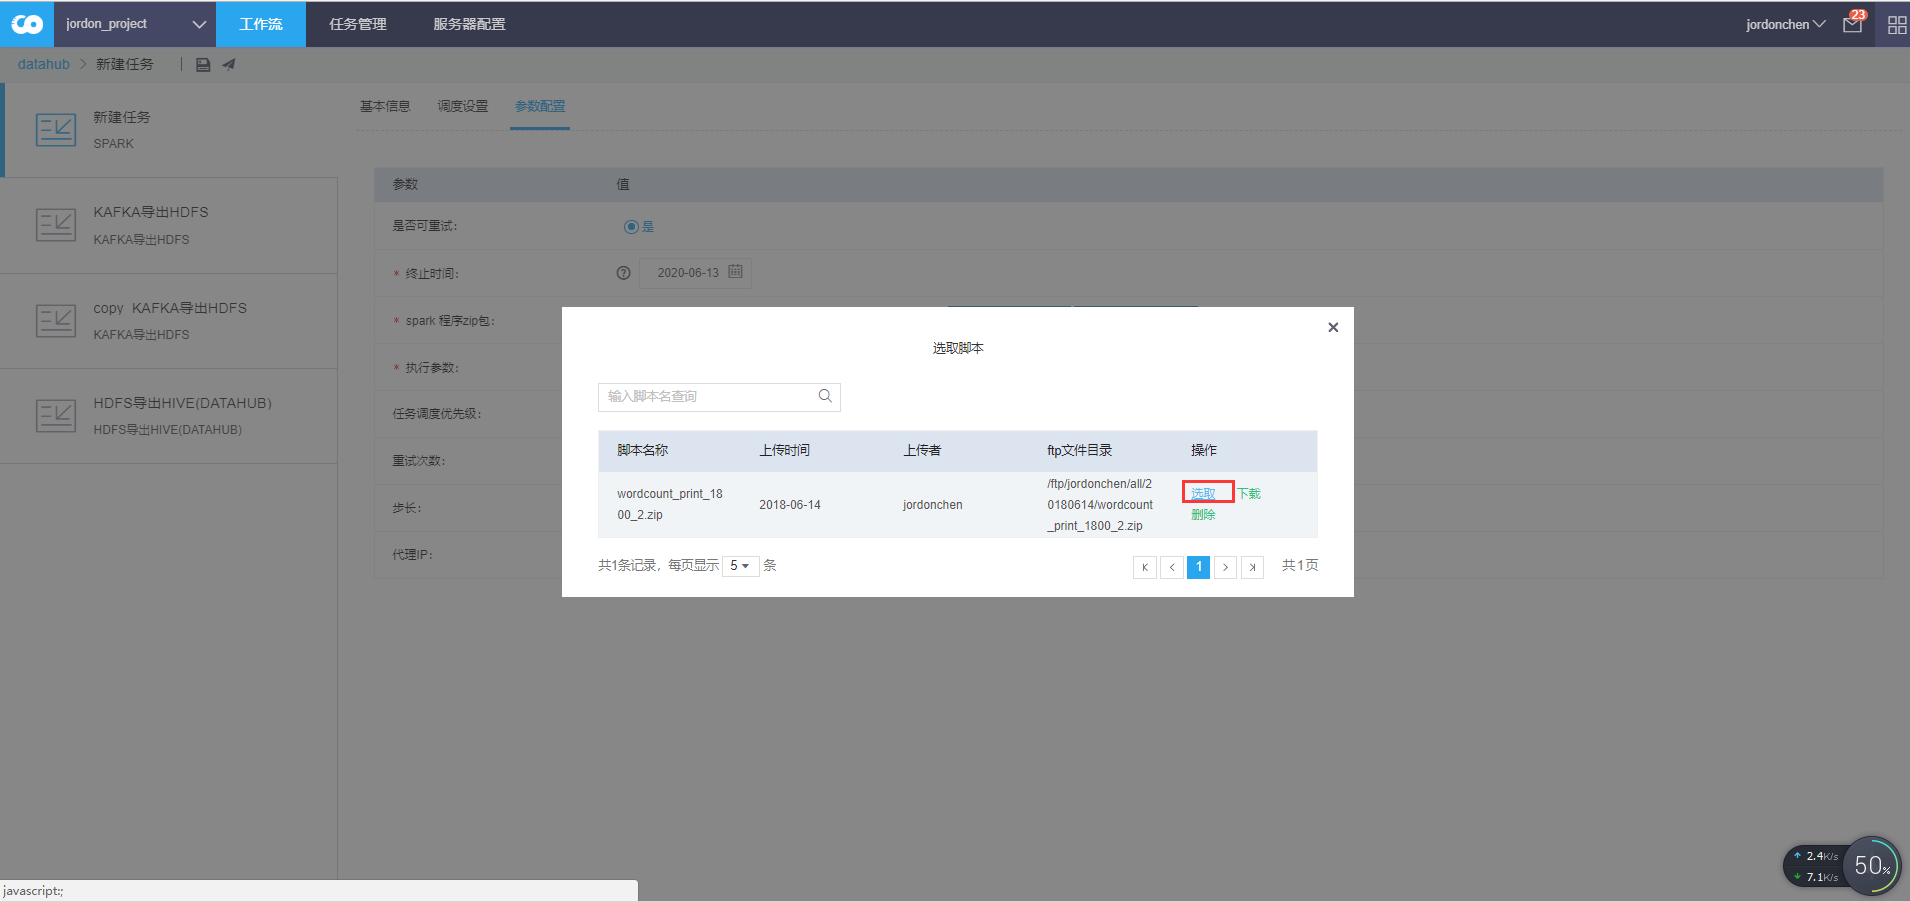 jordon_project
工作流
任务管理
服务器配置
jordonchen
23
datahub > 新建任务
新建任务
SPARK
KAFKA导出HDFS
KAFKA导出HDFS
copy_KAFKA导出HDFS
KAFKA导出HDFS
HDFS导出HIVE(DATAHUB)
HDFS导出HIVE(DATAHUB)
基本信息
调度设置
参数配置
参数
值
是否可重试:
是
* 终止时间:
2020-06-13
* spark 程序zip包:
* 执行参数:
任务调度优先级:
重试次数:
步长:
代理IP:
选取脚本
输入脚本名查询
脚本名称
上传时间
上传者
ftp文件目录
操作
wordcount_print_18
00_2.zip
2018-06-14
jordonchen
/ftp/jordonchen/all/2
0180614/wordcount
_print_1800_2.zip
选取 下载
删除
共1条记录，每页显示 5 条
1
共1页
javascript:;
2.4K/s
7.1K/s
50%